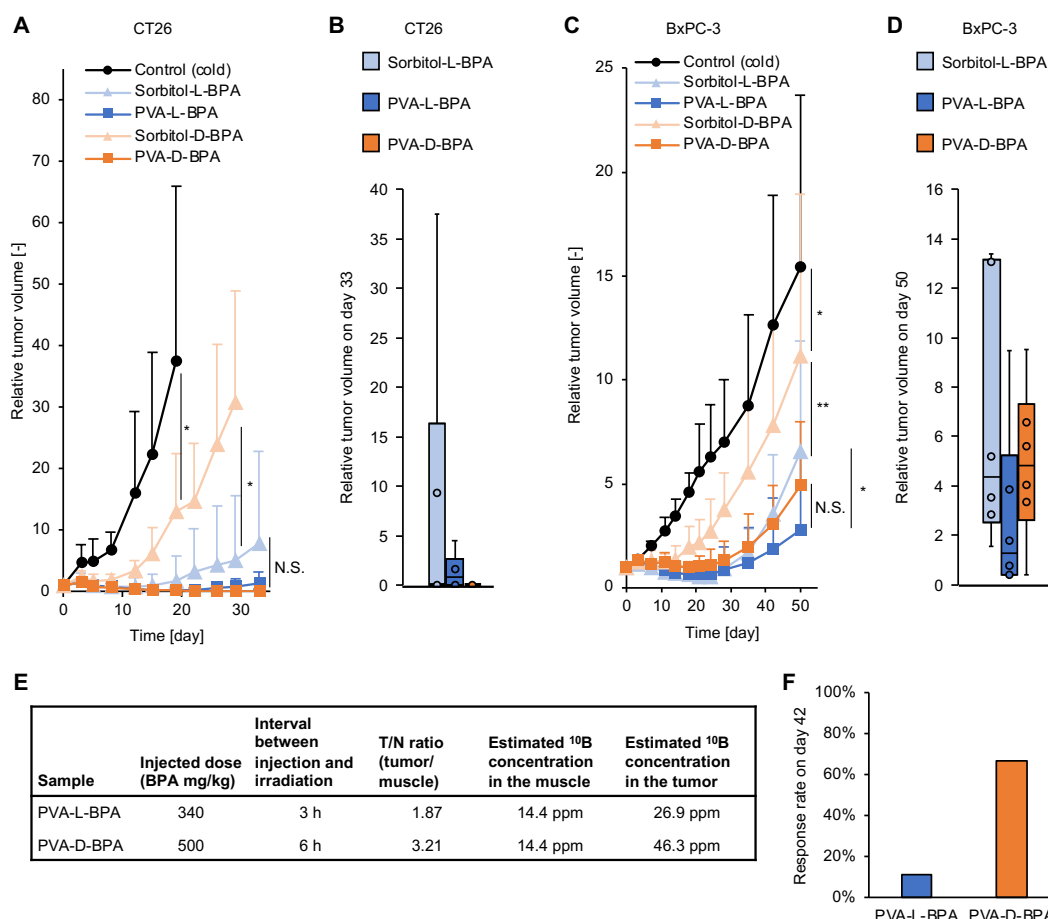 A
CT26
Control (cold)
Sorbitol-L-BPA
PVA-L-BPA
Sorbitol-D-BPA
PVA-D-BPA
Relative tumor volume [-]
80
70
60
50
40
30
20
10
0
0
10
20
30
Time [day]
*
*
N.S.
B
CT26
Sorbitol-L-BPA
PVA-L-BPA
PVA-D-BPA
Relative tumor volume on day 33
40
35
30
25
20
15
10
5
0
C
BxPC-3
Control (cold)
Sorbitol-L-BPA
PVA-L-BPA
Sorbitol-D-BPA
PVA-D-BPA
Relative tumor volume [-]
25
20
15
10
5
0
0
10
20
30
40
50
Time [day]
*
**
N.S.
*
D
BxPC-3
Sorbitol-L-BPA
PVA-L-BPA
PVA-D-BPA
Relative tumor volume on day 50
16
14
12
10
8
6
4
2
0
E
Sample
Injected dose
(BPA mg/kg)
Interval
between
injection and
irradiation
T/N ratio
(tumor/
muscle)
Estimated ¹⁰B
concentration
in the muscle
Estimated ¹⁰B
concentration
in the tumor
PVA-L-BPA 340 3 h 1.87 14.4 ppm 26.9 ppm
PVA-D-BPA 500 6 h 3.21 14.4 ppm 46.3 ppm
F
Response rate on day 42
100%
80%
60%
40%
20%
0%
PVA-L-BPA PVA-D-BPA